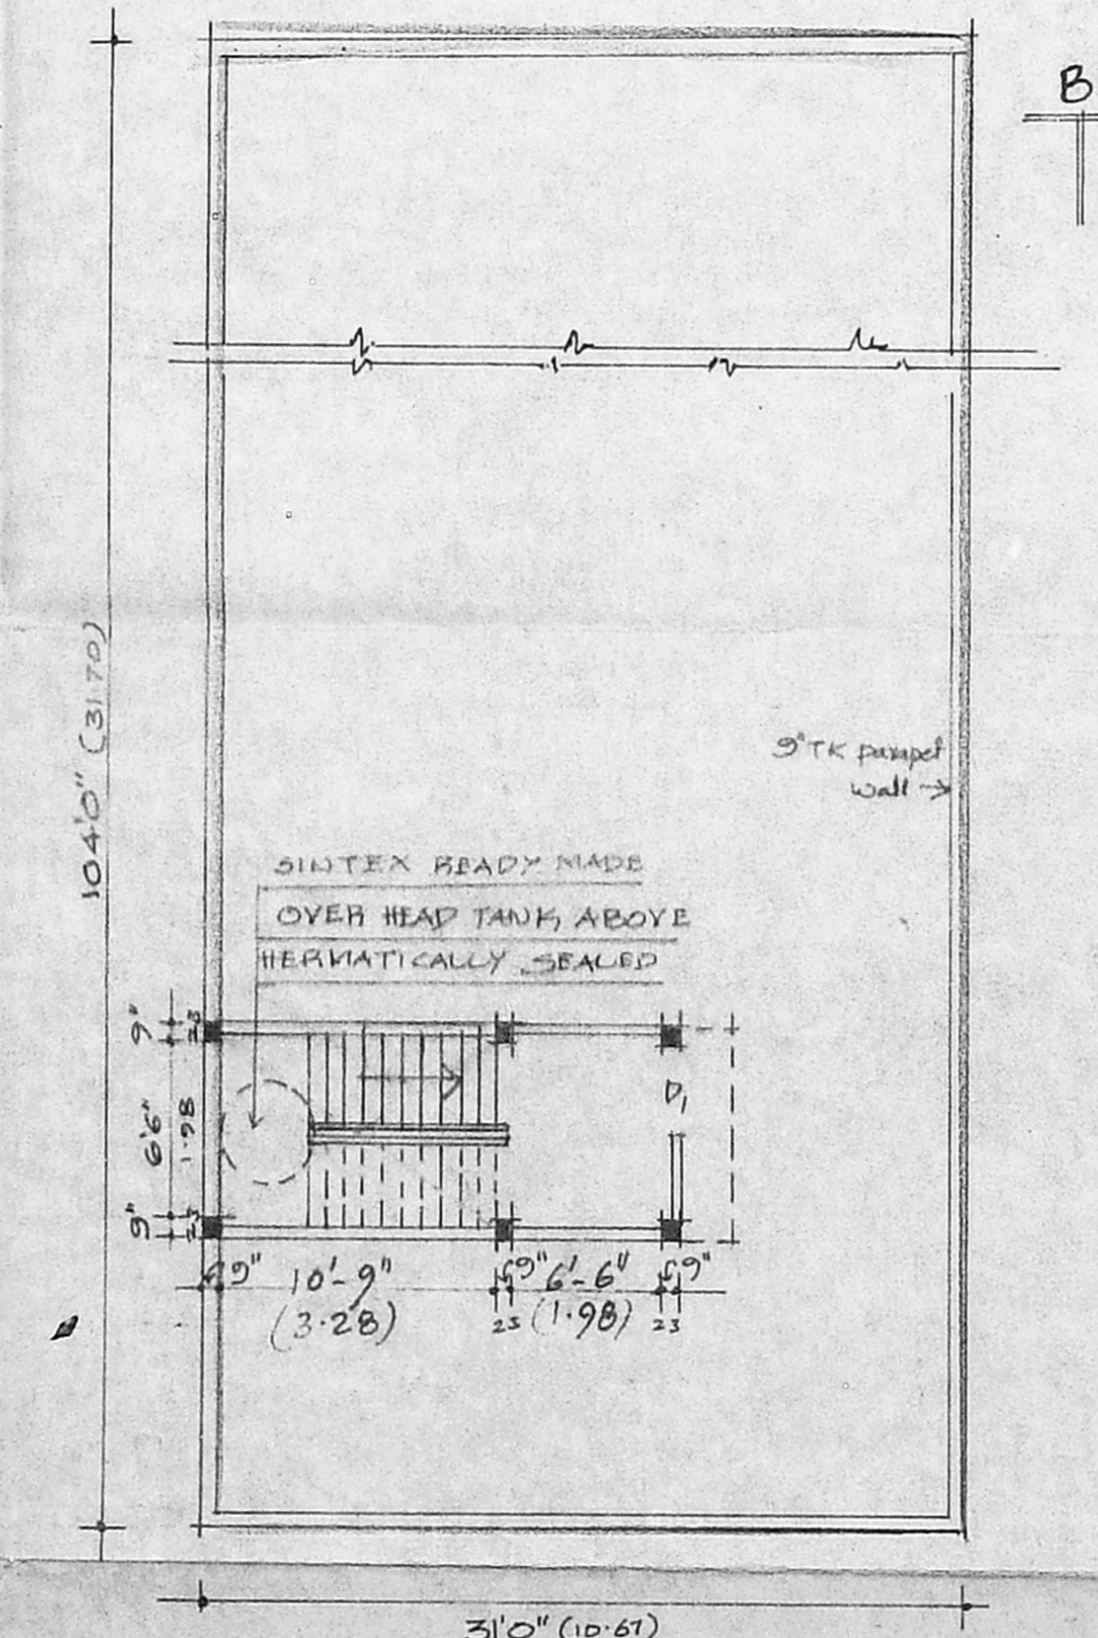 B
104'0" (31.70)
9"TK parapet
wall →
SINTEX READY MADE
OVER HEAD TANK, ABOVE
HERMATICALLY SEALED
9"
23
6'6"
1.98
9"
23
D1
9" 10'-9" 9" 6'-6" 9"
(3.28) 23 (1.98) 23
31'0" (10.67)